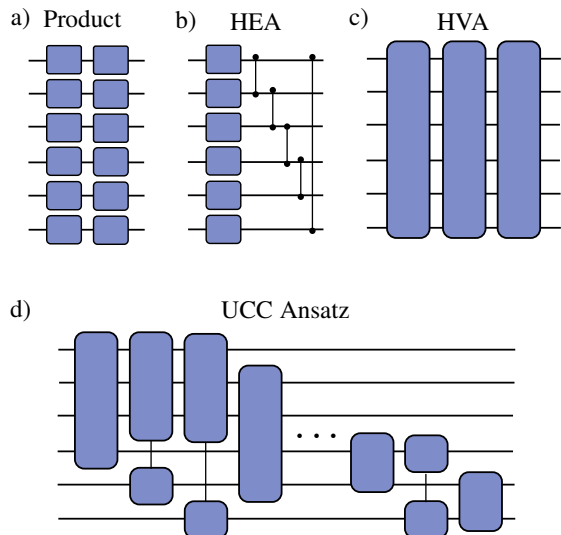 a) Product
b) HEA
c) HVA
d) UCC Ansatz
. . .